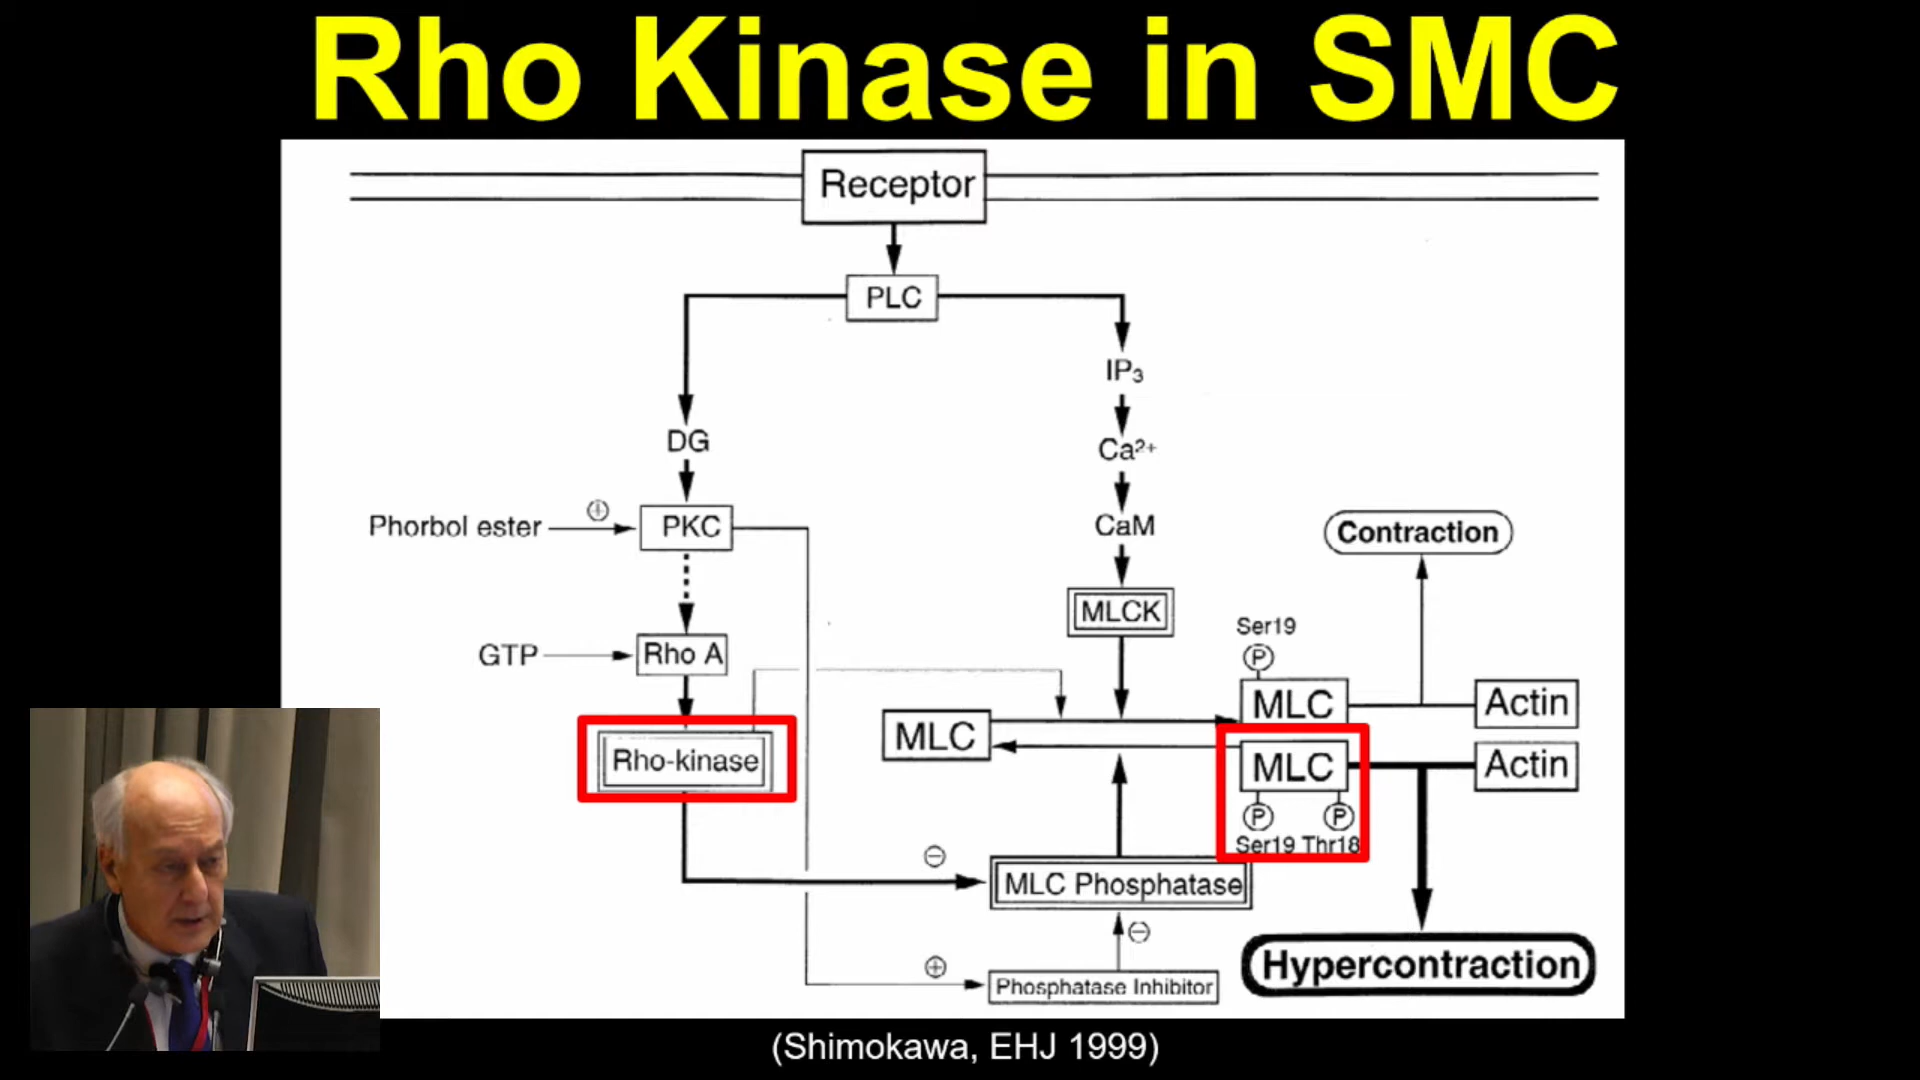 Rho Kinase in SMC
Receptor
PLC
IP₃
DG
Ca²⁺
Phorbol ester
⊕
PKC
CaM
Contraction
MLCK
Ser19
P
GTP
Rho A
MLC
Actin
MLC
Rho-kinase
MLC
Actin
P P
Ser19 Thr18
⊖
MLC Phosphatase
⊖
⊕
Phosphatase Inhibitor
Hypercontraction
(Shimokawa, EHJ 1999)